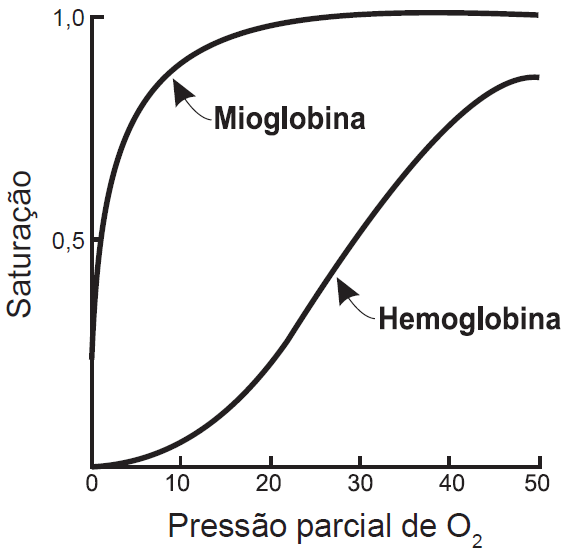 1,0
Mioglobina
Saturação
0,5
Hemoglobina
0 10 20 30 40 50
Pressão parcial de O₂